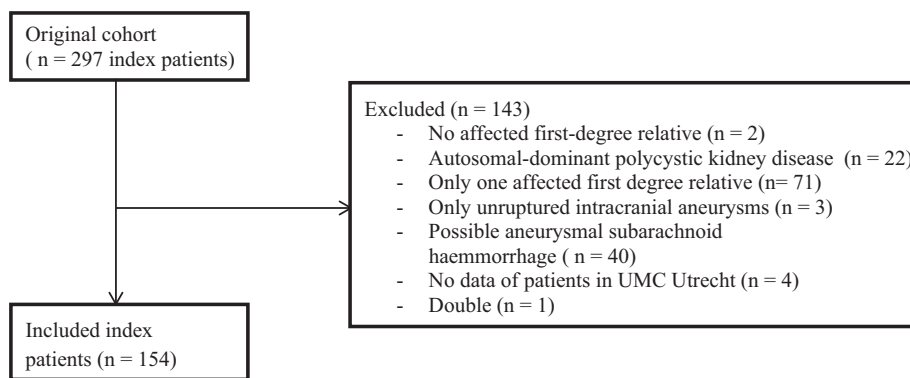 Original cohort
( n = 297 index patients)
Excluded (n = 143)
- No affected first-degree relative (n = 2)
- Autosomal-dominant polycystic kidney disease (n = 22)
- Only one affected first degree relative (n= 71)
- Only unruptured intracranial aneurysms (n = 3)
- Possible aneurysmal subarachnoid
haemmorrhage ( n = 40)
- No data of patients in UMC Utrecht (n = 4)
- Double (n = 1)
Included index
patients (n = 154)